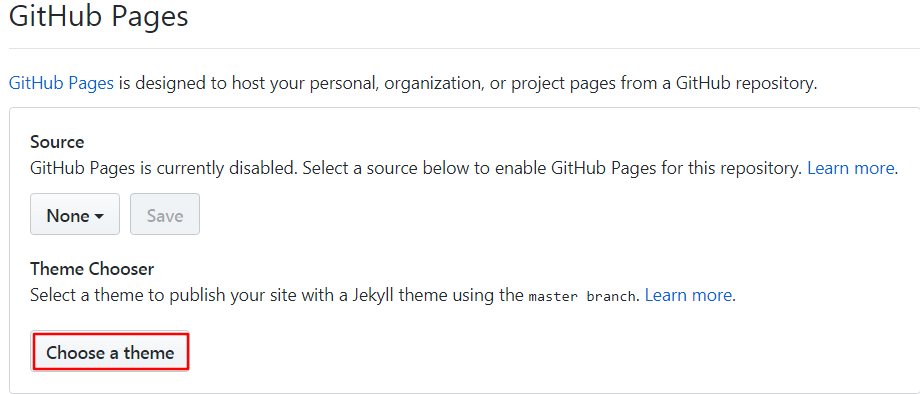 GitHub Pages
GitHub Pages is designed to host your personal, organization, or project pages from a GitHub repository.
Source
GitHub Pages is currently disabled. Select a source below to enable GitHub Pages for this repository. Learn more.
None Save
Theme Chooser
Select a theme to publish your site with a Jekyll theme using the master branch. Learn more.
Choose a theme